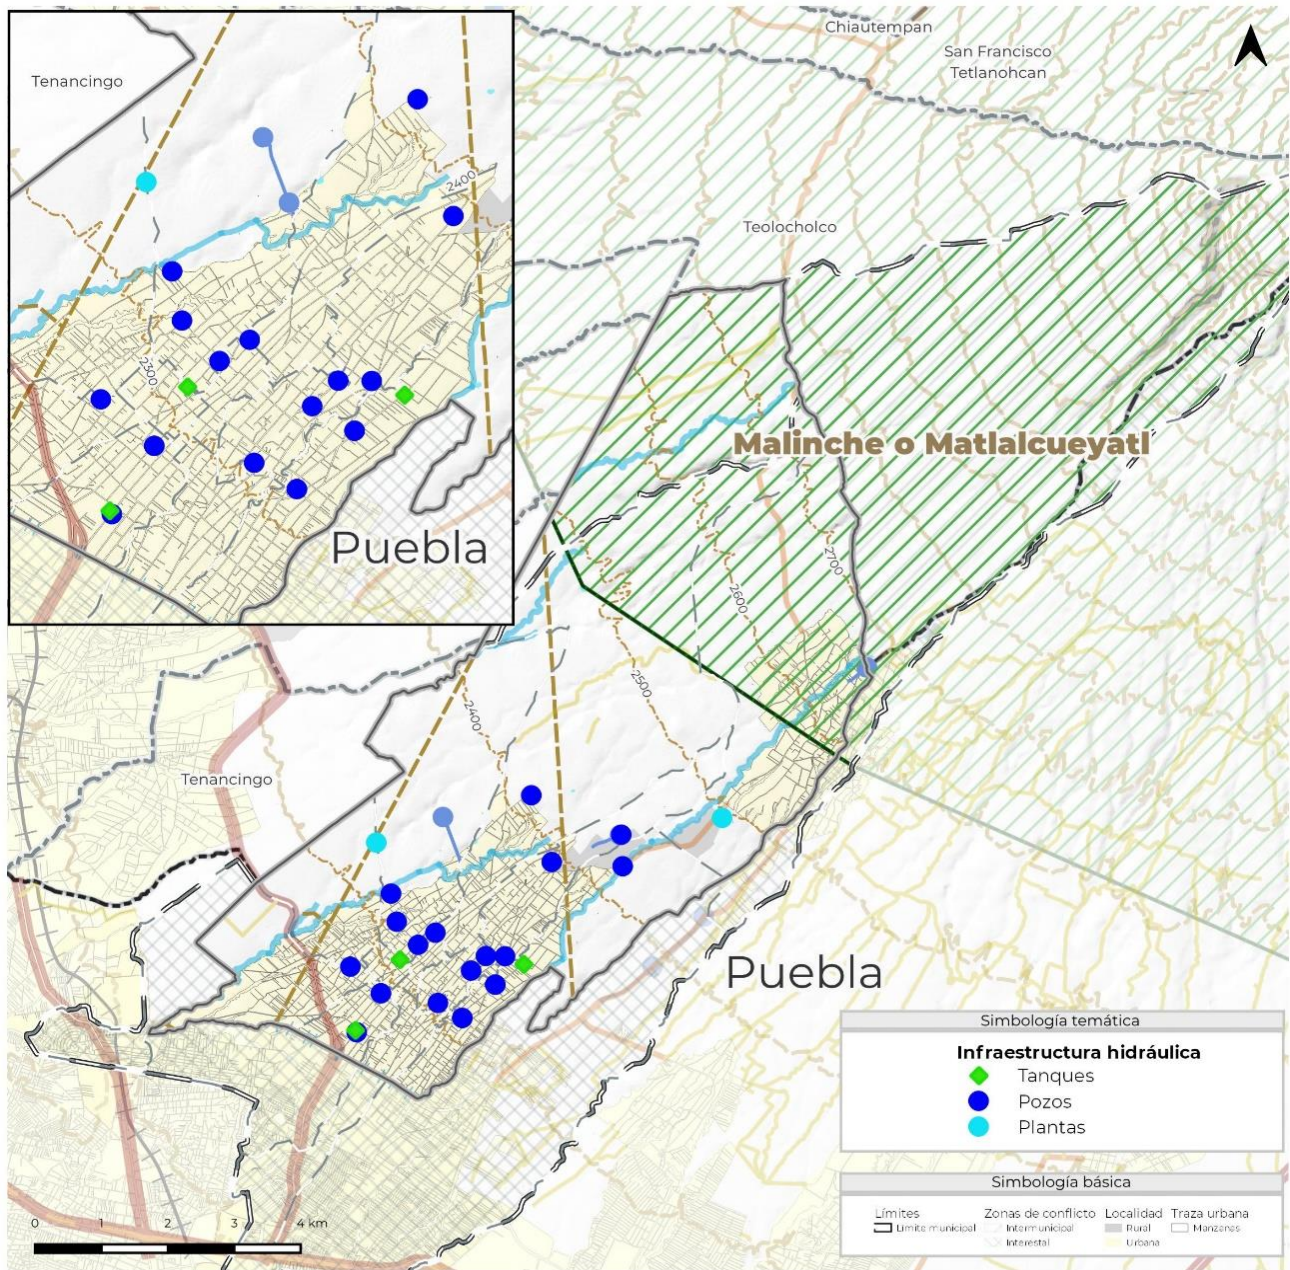 Chiautempan
San Francisco
Tetlanohcan
Tenancingo
2400
Teolocholco
2300
Malinche o Matlalcueyatl
Puebla
2700
2600
2500
2400
Tenancingo
Puebla
Simbología temática
Infraestructura hidráulica
Tanques
Pozos
Plantas
Simbología básica
Límites Zonas de conflicto Localidad Traza urbana
Límite municipal Intermunicipal Rural Manzanas
Interestal Urbana
0 1 2 3 4 km